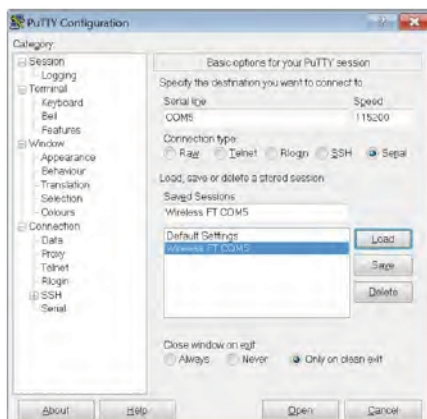 PuTTY Configuration
Category:
Session
Logging
Terminal
Keyboard
Bell
Features
Window
Appearance
Behaviour
Translation
Selection
Colours
Connection
Data
Proxy
Telnet
Rlogin
SSH
Serial
Basic options for your PuTTY session
Specify the destination you want to connect to
Serial line Speed
COM5 115200
Connection type:
Raw Telnet Rlogin SSH Serial
Load, save or delete a stored session
Saved Sessions
Wireless FT COM5
Default Settings
Wireless FT COM5
Load
Save
Delete
Close window on exit:
Always Never Only on clean exit
About Help Open Cancel